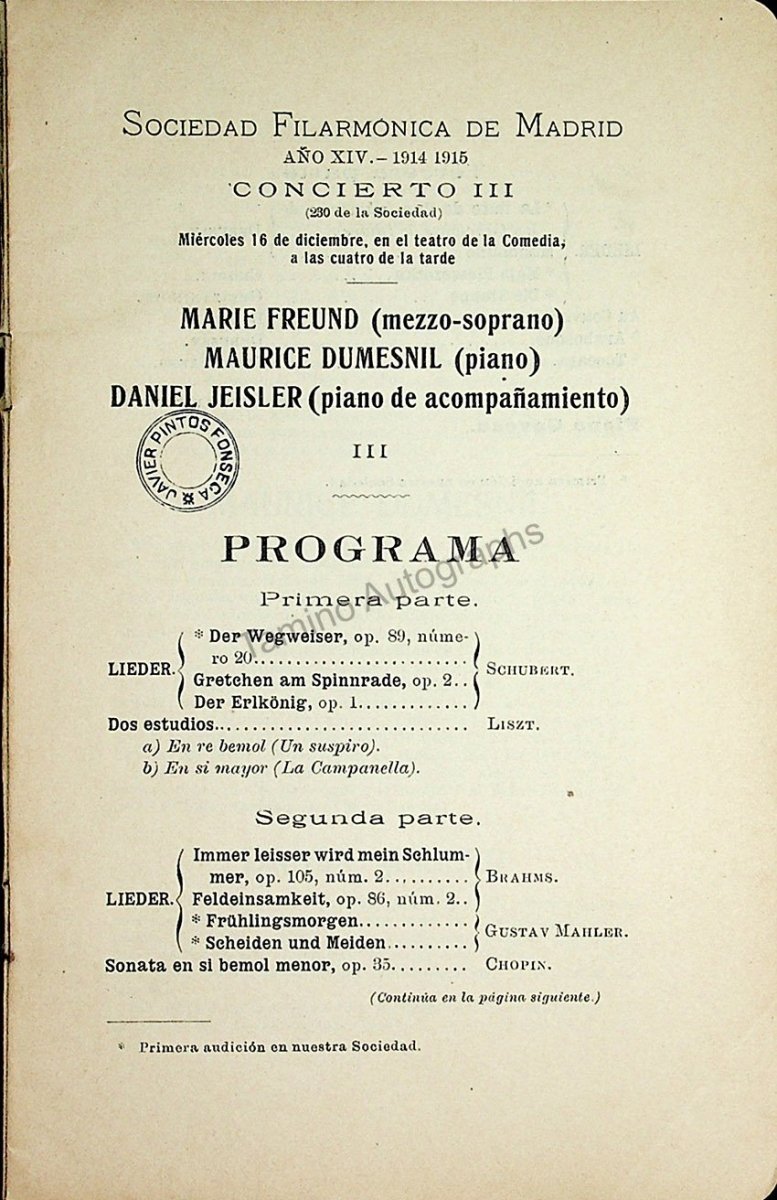 SOCIEDAD FILARMÓNICA DE MADRID
AÑO XIV.—1914 1915
CONCIERTO III
(230 de la Sociedad)
Miércoles 16 de diciembre, en el teatro de la Comedia,
a las cuatro de la tarde
MARIE FREUND (mezzo-soprano)
MAURICE DUMESNIL (piano)
DANIEL JEISLER (piano de acompañamiento)
JAVIER PINTOS FONSECA
III
PROGRAMA
Tamino Autographs
Primera parte.
LIEDER. * Der Wegweiser, op. 89, núme-
ro 20........................ SCHUBERT.
Gretchen am Spinnrade, op. 2..
Der Erlkönig, op. 1............
Dos estudios............................ LISZT.
a) En re bemol (Un suspiro).
b) En si mayor (La Campanella).
Segunda parte.
LIEDER. Immer leisser wird mein Schlum-
mer, op. 105, núm. 2.......... BRAHMS.
Feldeinsamkeit, op. 86, núm. 2..
* Frühlingsmorgen............ GUSTAV MAHLER.
* Scheiden und Meiden.........
Sonata en si bemol menor, op. 35........ CHOPIN.
(Continúa en la página siguiente.)
* Primera audición en nuestra Sociedad.